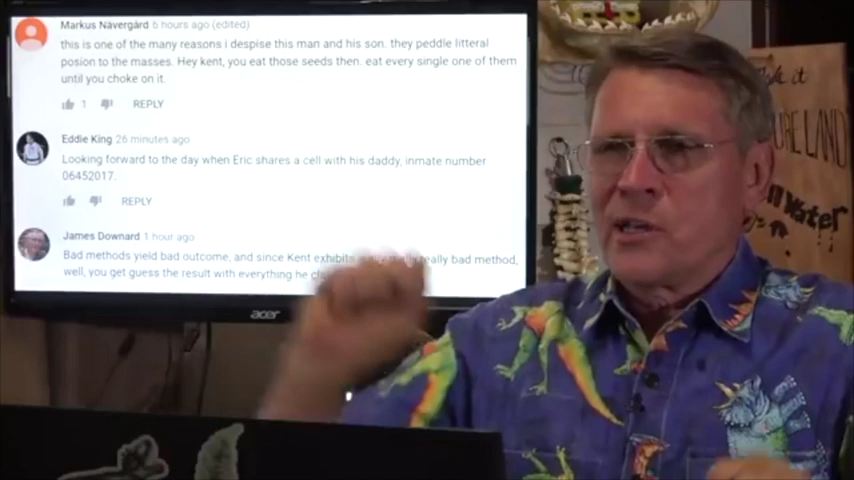 Markus Nävergård 6 hours ago (edited)
this is one of the many reasons i despise this man and his son. they peddle litteral
posion to the masses. Hey kent, you eat those seeds then. eat every single one of them
until you choke on it.
1 REPLY
Eddie King 26 minutes ago
Looking forward to the day when Eric shares a cell with his daddy, inmate number
06452017.
REPLY
James Downard 1 hour ago
Bad methods yield bad outcome, and since Kent exhibits really bad method,
well, you get guess the result with everything he
acer
it
LAND
Water